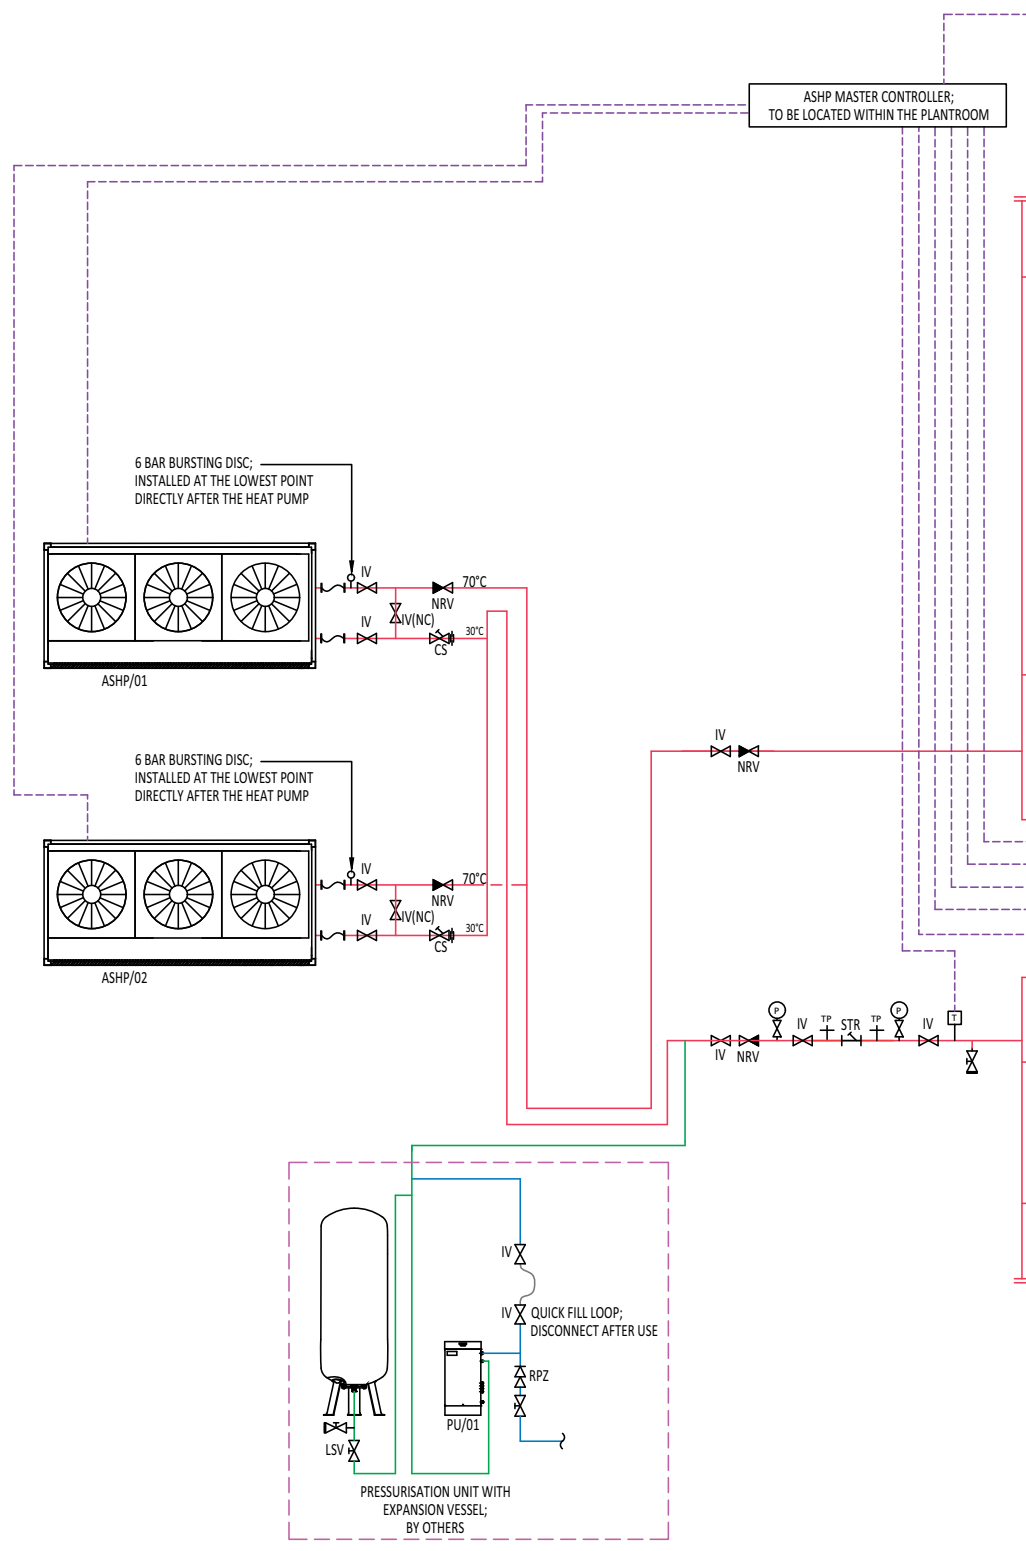 ASHP MASTER CONTROLLER;
TO BE LOCATED WITHIN THE PLANTROOM
6 BAR BURSTING DISC;
INSTALLED AT THE LOWEST POINT
DIRECTLY AFTER THE HEAT PUMP
IV
70°C
NRV
IV(NC)
IV
30°C
CS
ASHP/01
IV
NRV
6 BAR BURSTING DISC;
INSTALLED AT THE LOWEST POINT
DIRECTLY AFTER THE HEAT PUMP
IV
70°C
NRV
IV(NC)
IV
30°C
CS
ASHP/02
P
P
IV
TP
STR
TP
IV
T
IV
NRV
IV
IV
QUICK FILL LOOP;
DISCONNECT AFTER USE
RPZ
PU/01
LSV
PRESSURISATION UNIT WITH
EXPANSION VESSEL;
BY OTHERS